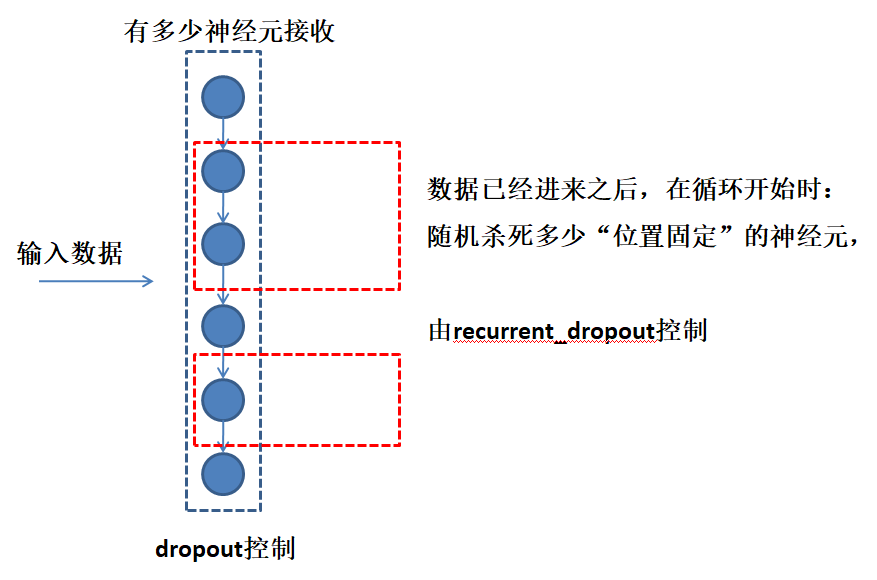 有多少神经元接收
数据已经进来之后，在循环开始时：
随机杀死多少“位置固定”的神经元，
输入数据
由recurrent_dropout控制
dropout控制